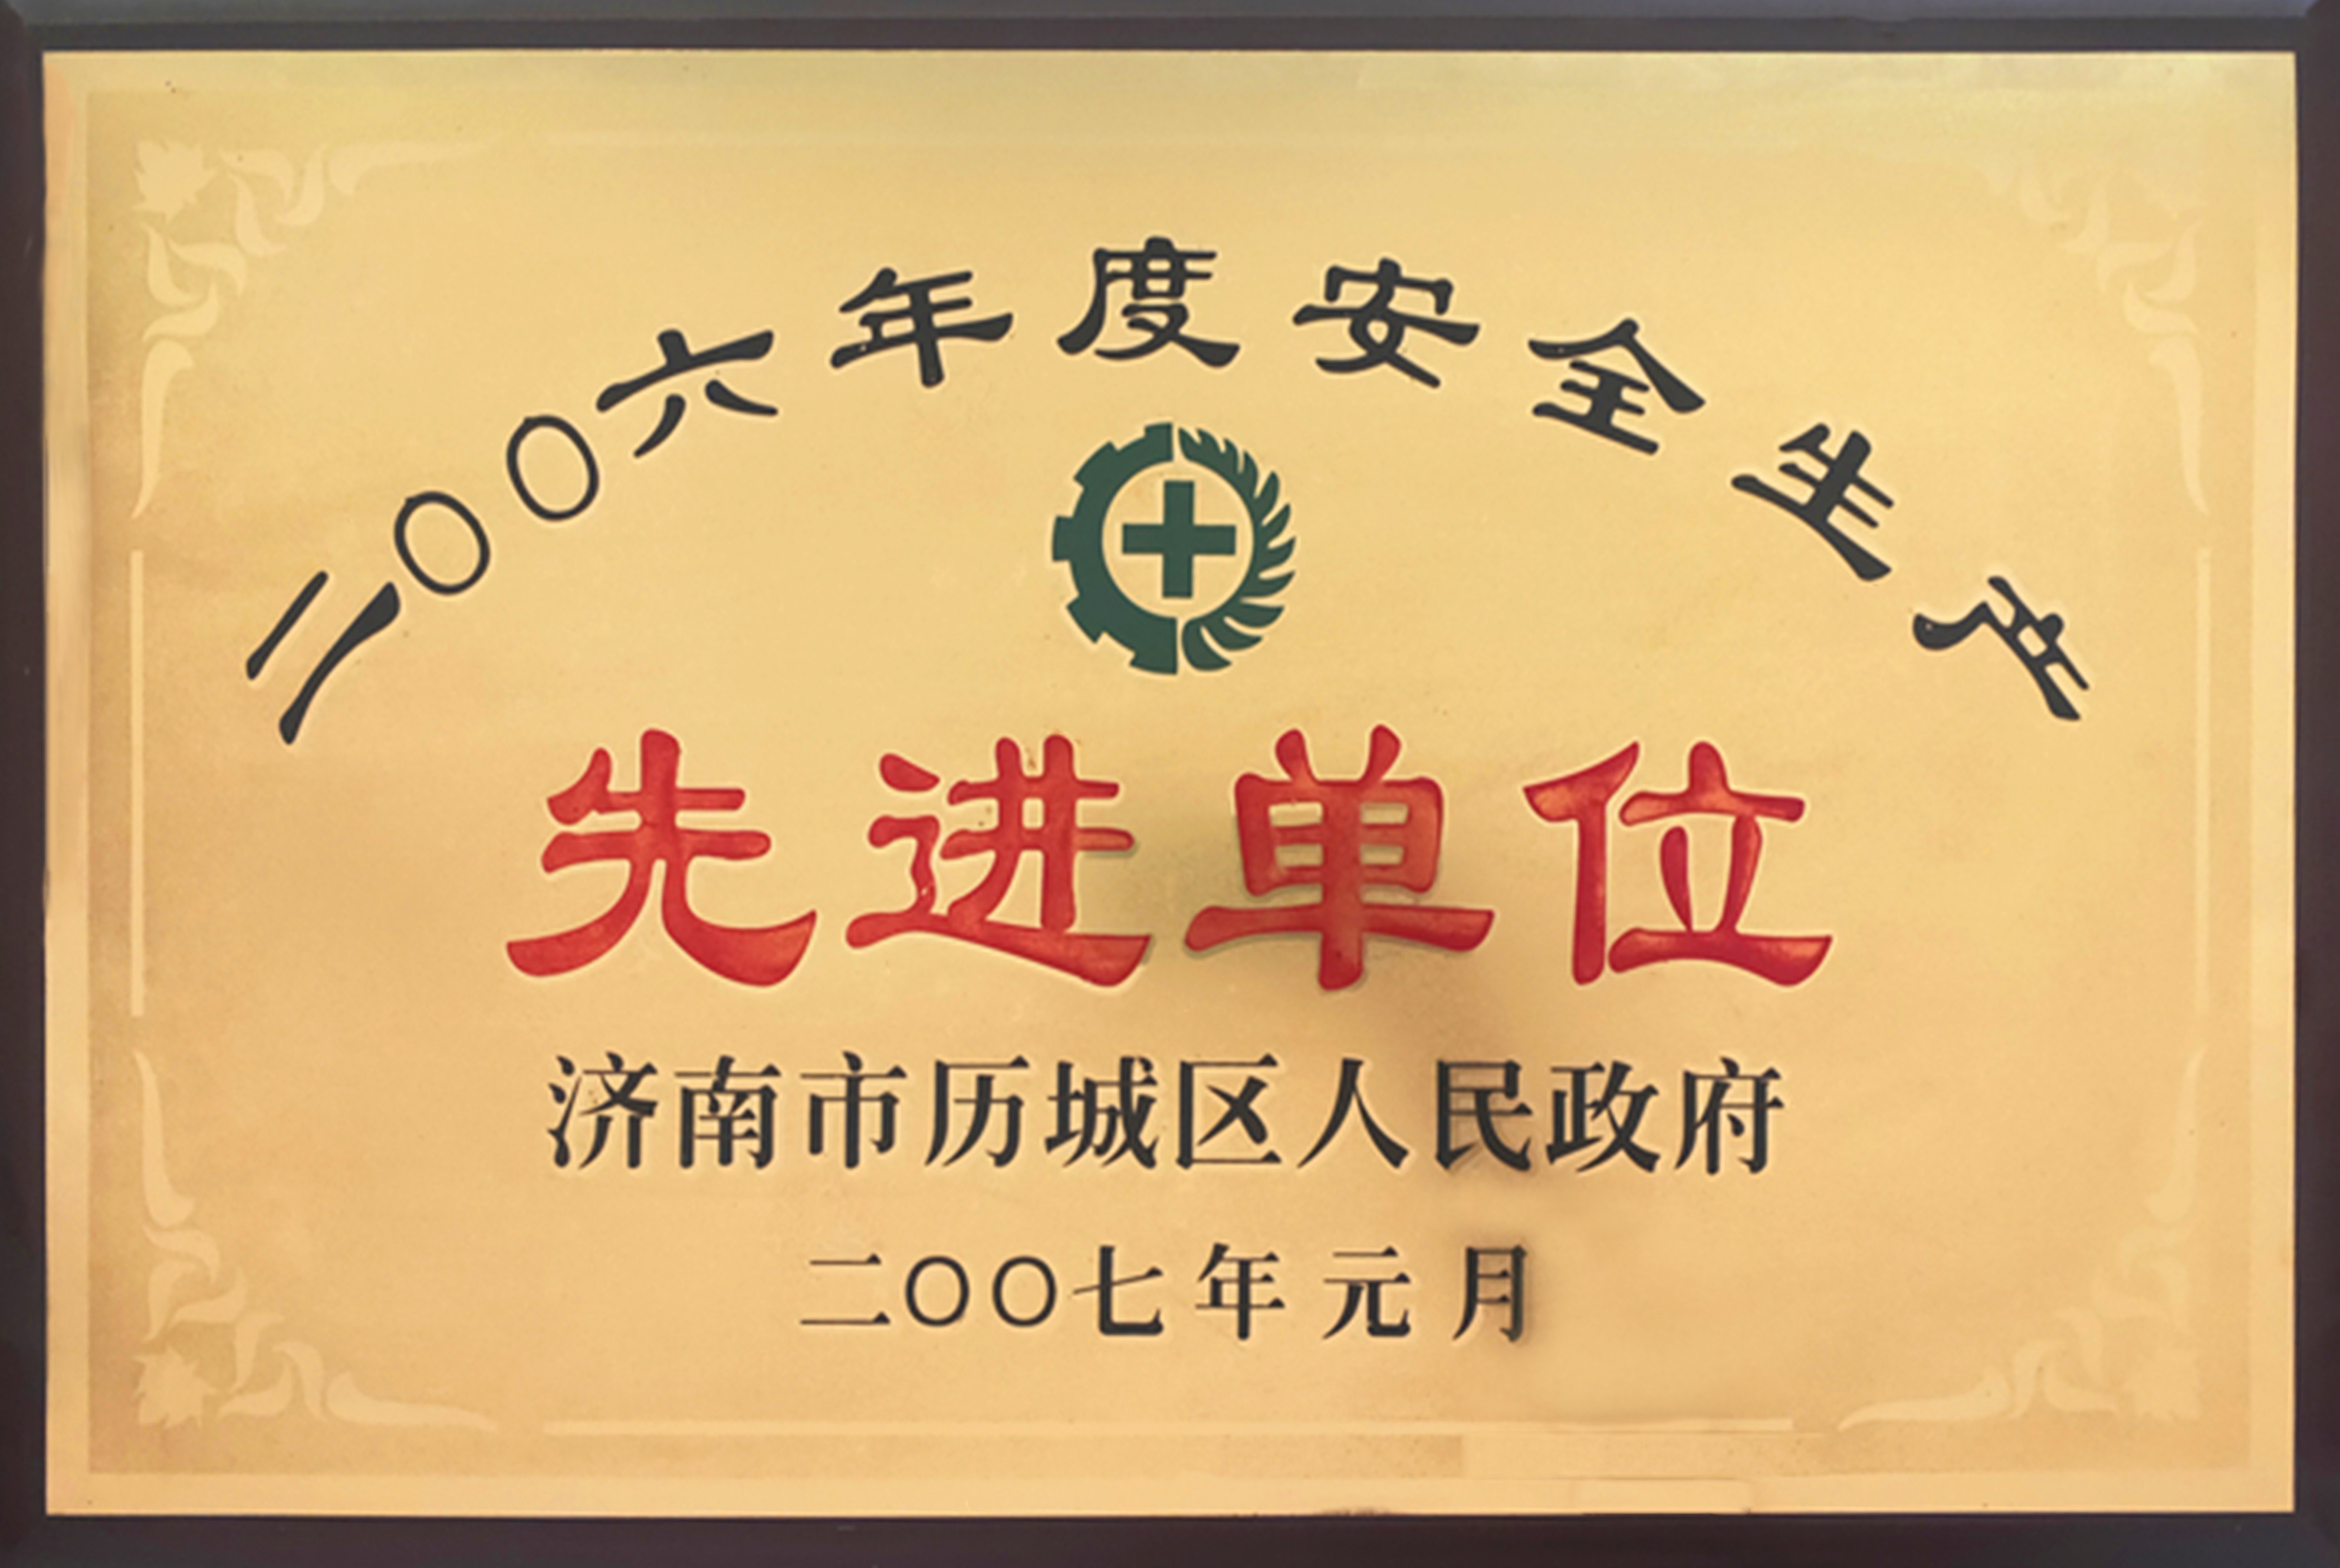 二〇〇六年度安全生产
先进单位
济南市历城区人民政府
二〇〇七年元月